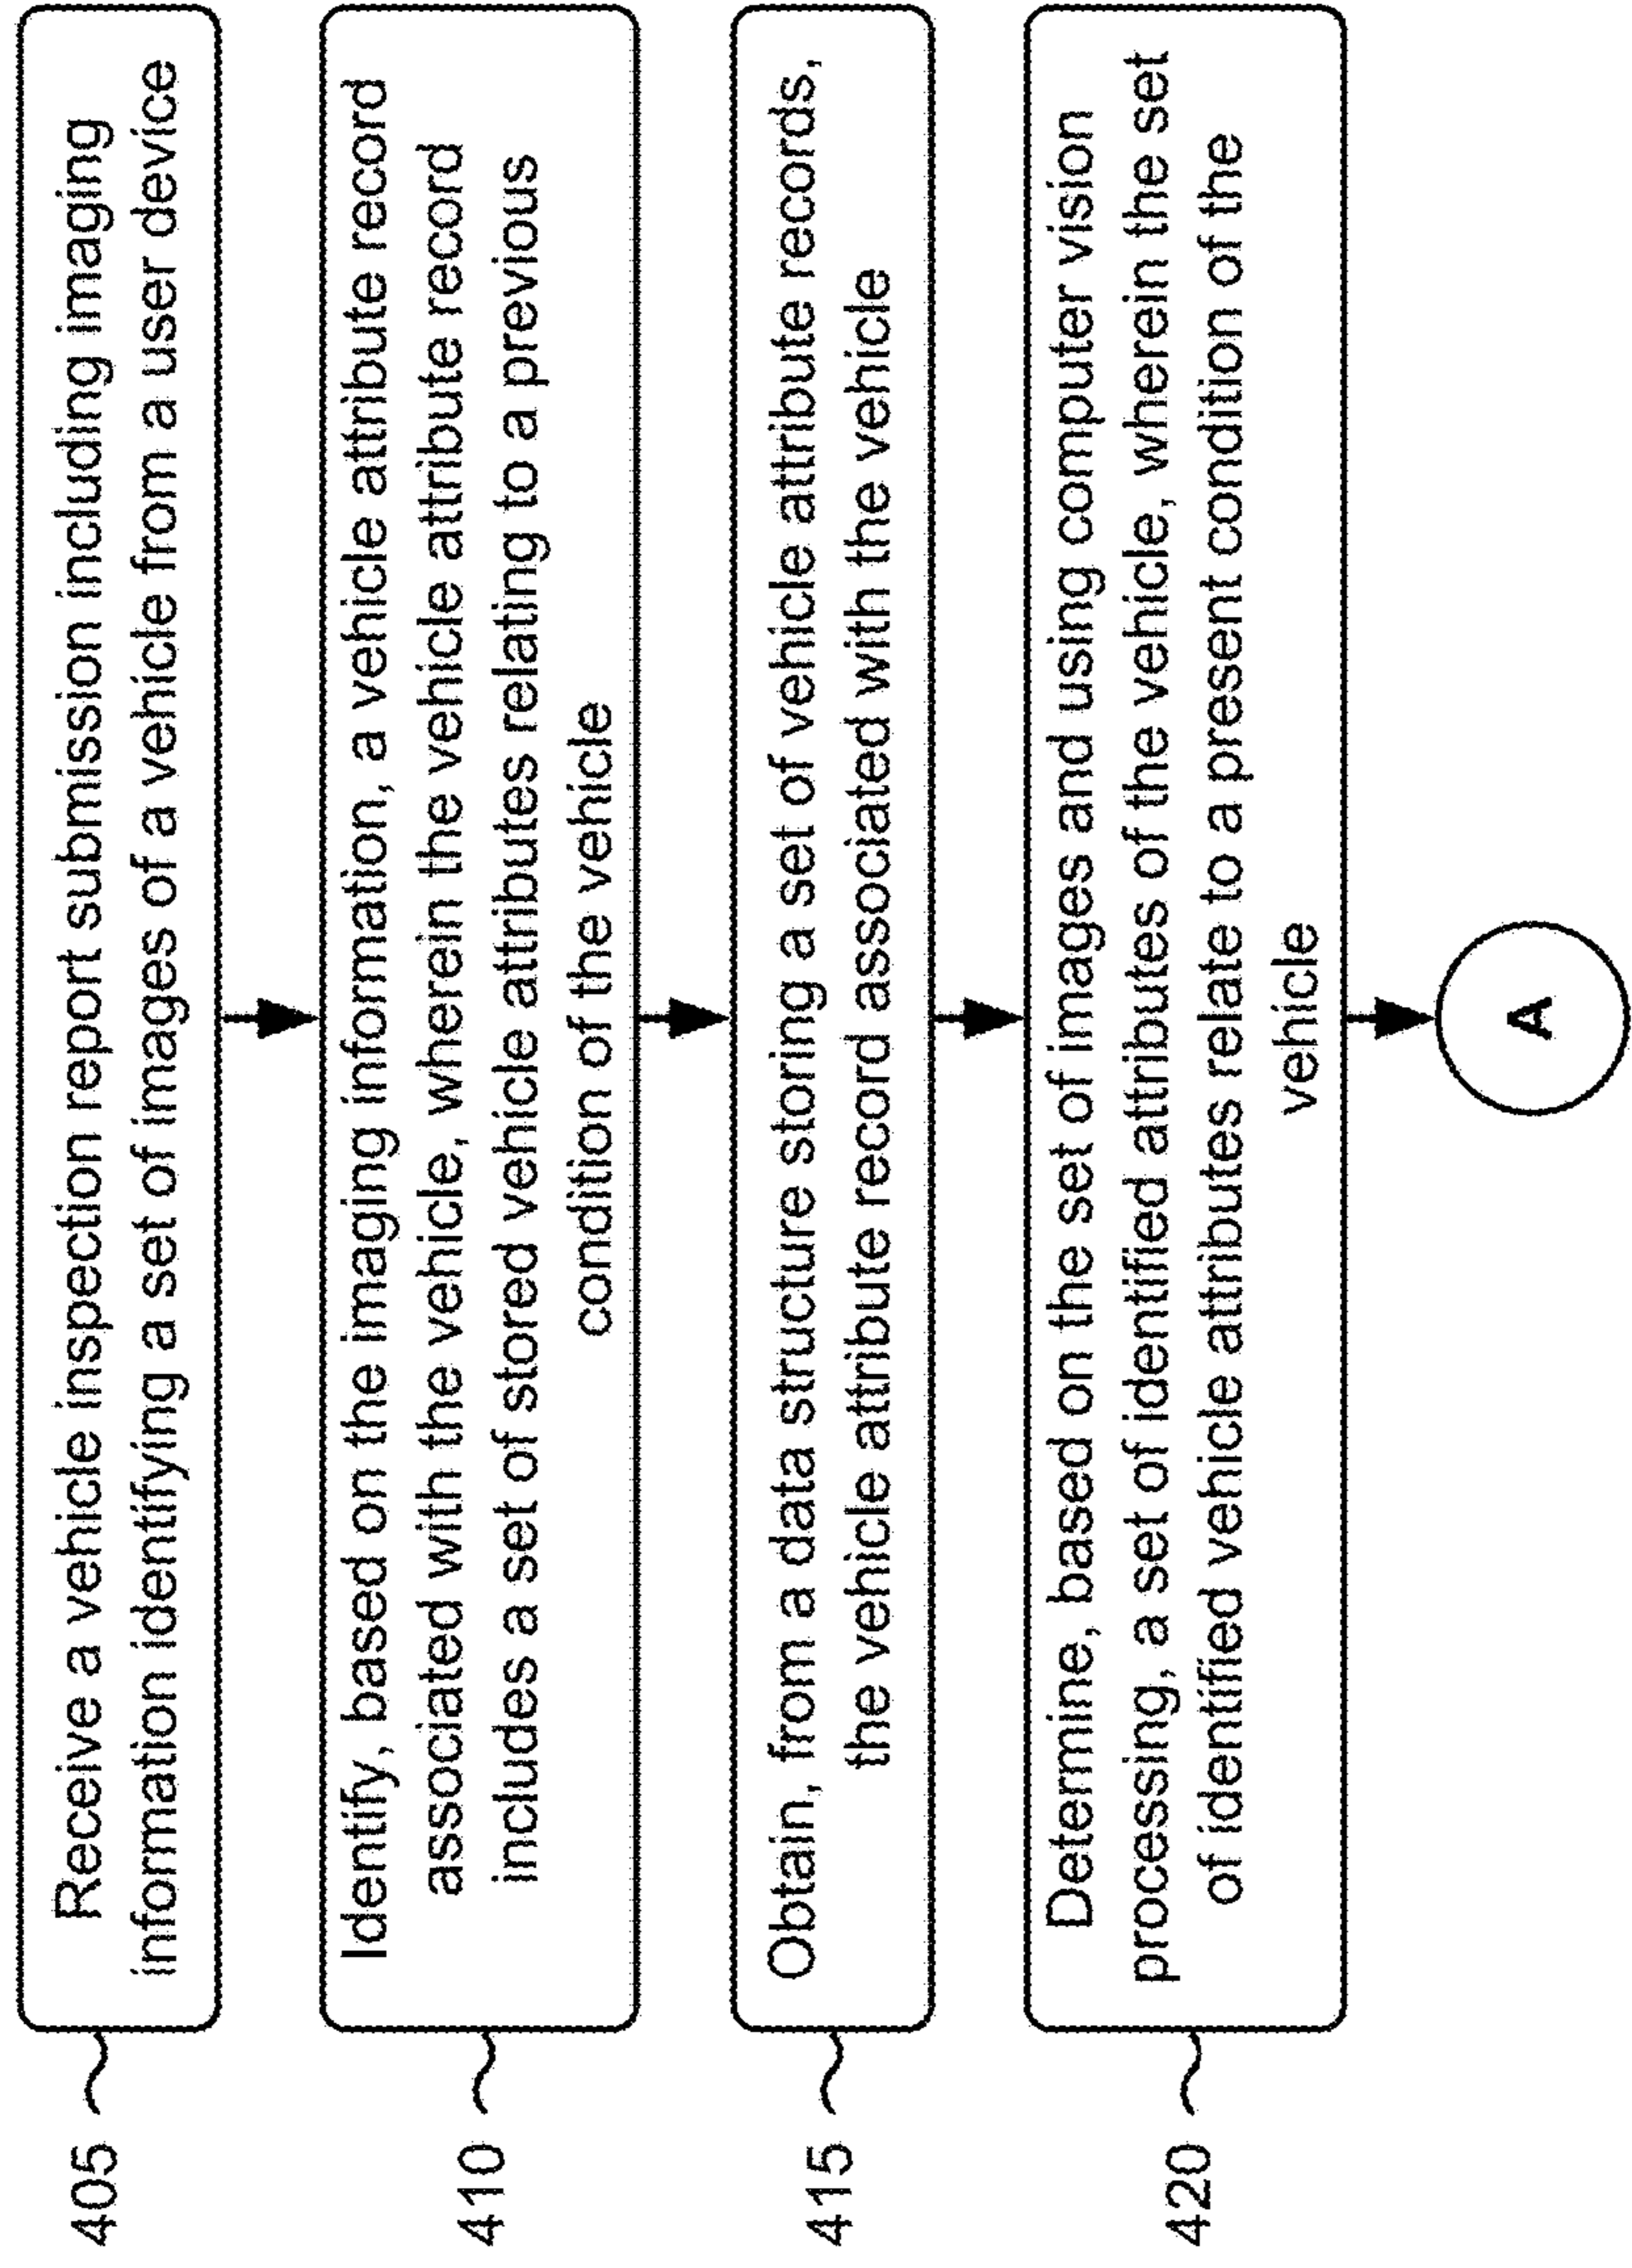 405
Receive a vehicle inspection report submission including imaging
information identifying a set of images of a vehicle from a user device
410
Identify, based on the imaging information, a vehicle attribute record
associated with the vehicle, wherein the vehicle attribute record
includes a set of stored vehicle attributes relating to a previous
condition of the vehicle
415
Obtain, from a data structure storing a set of vehicle attribute records,
the vehicle attribute record associated with the vehicle
420
Determine, based on the set of images and using computer vision
processing, a set of identified attributes of the vehicle, wherein the set
of identified vehicle attributes relate to a present condition of the
vehicle
A